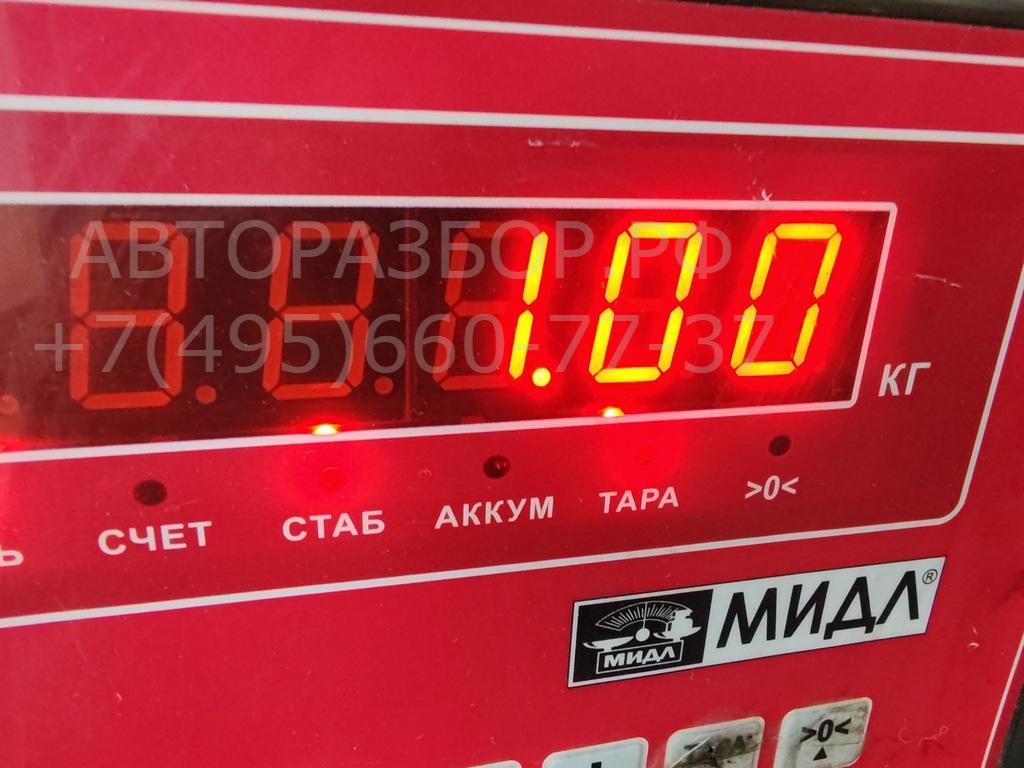 АВТОРАЗБОР.РФ
+7(495)660-77-37
1.00
КГ
СЧЕТ СТАБ АККУМ ТАРА >0<
МИДЛ МИДЛ®
>0<